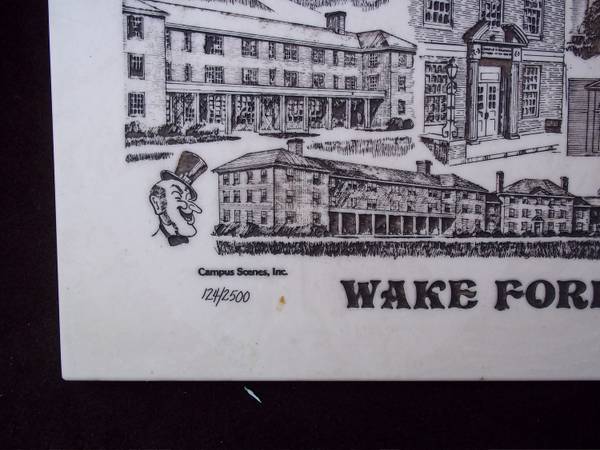 Campus Scenes, Inc.
124/2500
WAKE FORE